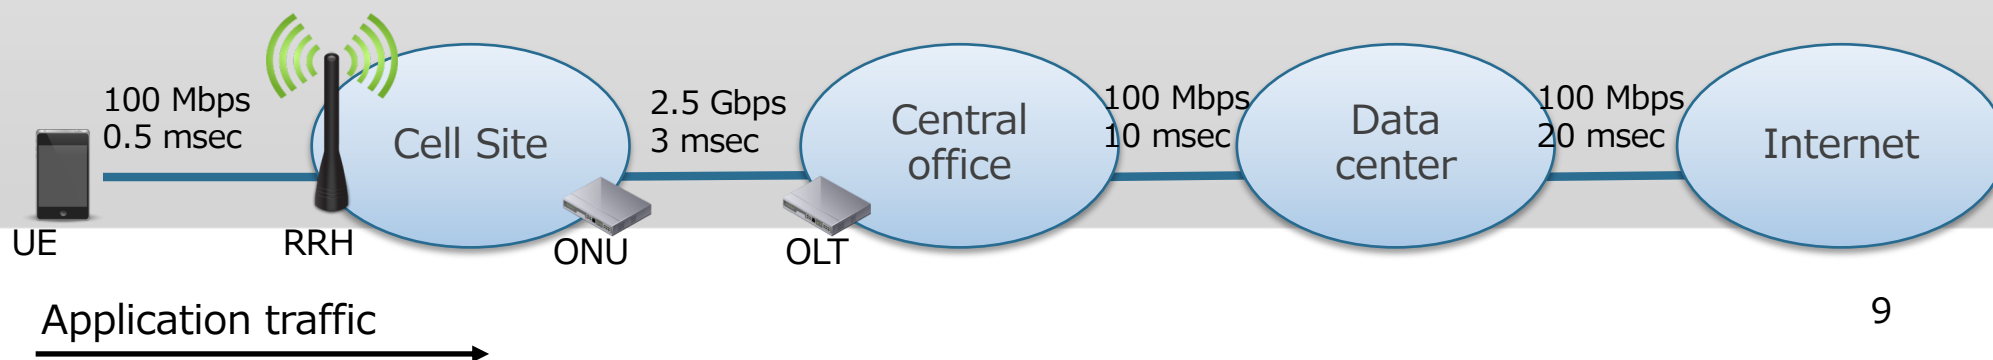 100 Mbps
0.5 msec
Cell Site
2.5 Gbps
3 msec
Central
office
100 Mbps
10 msec
Data
center
100 Mbps
20 msec
Internet
UE
RRH
ONU
OLT
Application traffic
9